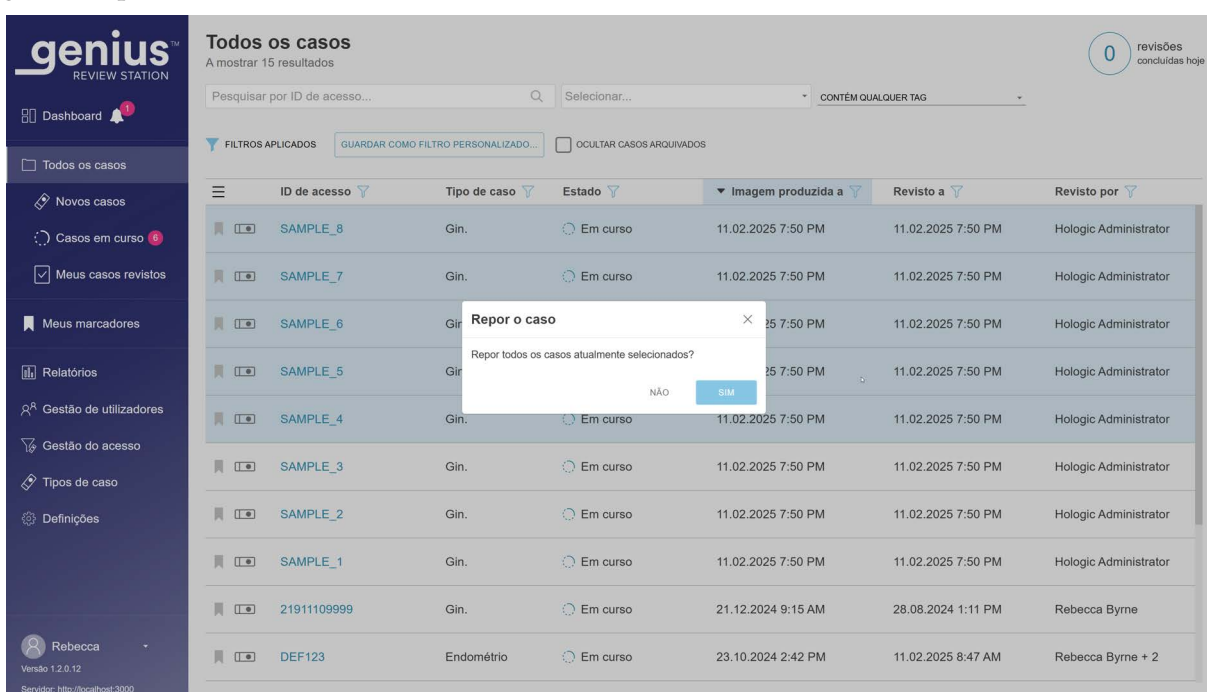 genius™
REVIEW STATION
Dashboard 1
Todos os casos
Novos casos
Casos em curso 6
Meus casos revistos
Meus marcadores
Relatórios
Gestão de utilizadores
Gestão do acesso
Tipos de caso
Definições
Rebecca
Versão 1.2.0.12
Servidor: http://localhost:3000
Todos os casos
A mostrar 15 resultados
0 revisões concluídas hoje
Pesquisar por ID de acesso... Selecionar... CONTÉM QUALQUER TAG
FILTROS APLICADOS GUARDAR COMO FILTRO PERSONALIZADO... OCULTAR CASOS ARQUIVADOS
ID de acesso Tipo de caso Estado Imagem produzida a Revisto a Revisto por
SAMPLE_8 Gin. Em curso 11.02.2025 7:50 PM 11.02.2025 7:50 PM Hologic Administrator
SAMPLE_7 Gin. Em curso 11.02.2025 7:50 PM 11.02.2025 7:50 PM Hologic Administrator
SAMPLE_6 Gin 25 7:50 PM 11.02.2025 7:50 PM Hologic Administrator
SAMPLE_5 Gin 25 7:50 PM 11.02.2025 7:50 PM Hologic Administrator
SAMPLE_4 Gin. Em curso 11.02.2025 7:50 PM 11.02.2025 7:50 PM Hologic Administrator
SAMPLE_3 Gin. Em curso 11.02.2025 7:50 PM 11.02.2025 7:50 PM Hologic Administrator
SAMPLE_2 Gin. Em curso 11.02.2025 7:50 PM 11.02.2025 7:50 PM Hologic Administrator
SAMPLE_1 Gin. Em curso 11.02.2025 7:50 PM 11.02.2025 7:50 PM Hologic Administrator
21911109999 Gin. Em curso 21.12.2024 9:15 AM 28.08.2024 1:11 PM Rebecca Byrne
DEF123 Endométrio Em curso 23.10.2024 2:42 PM 11.02.2025 8:47 AM Rebecca Byrne + 2
Repor o caso
Repor todos os casos atualmente selecionados?
NÃO SIM